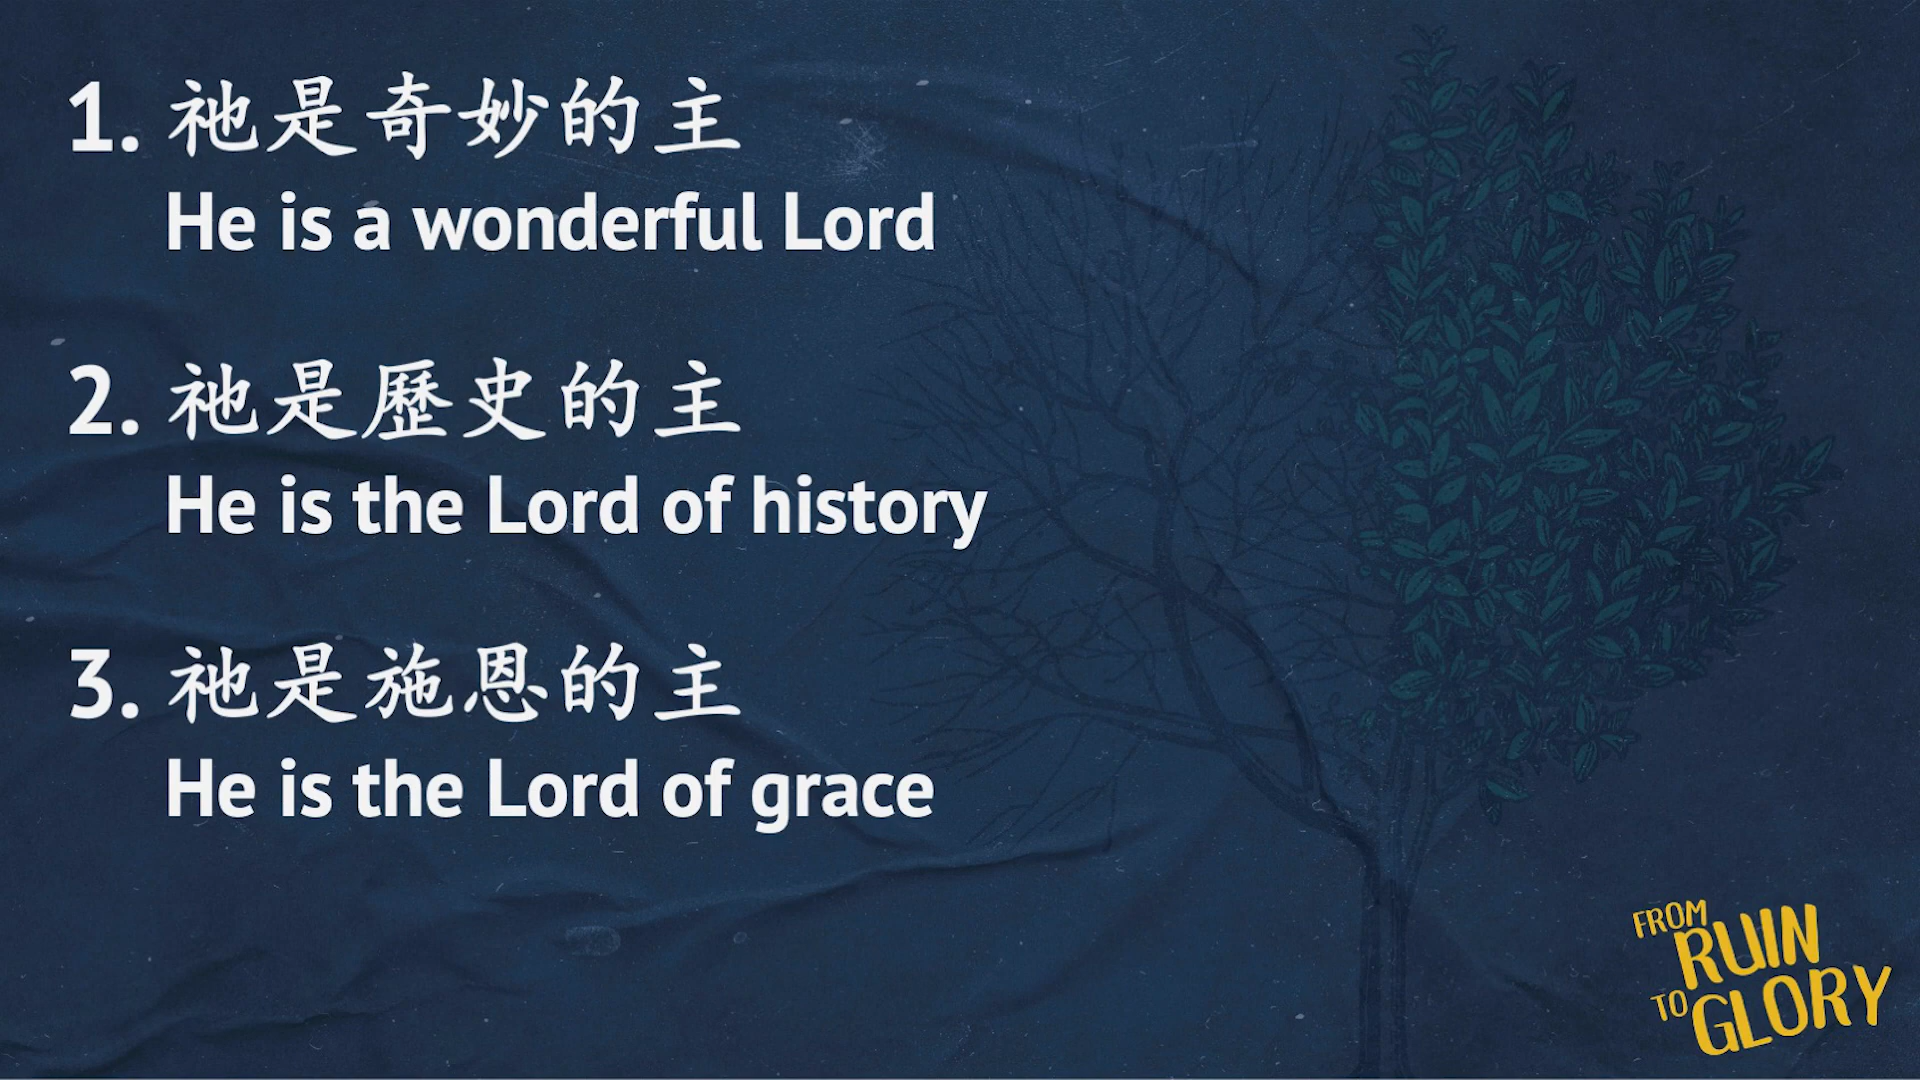 1. 祂是奇妙的主
He is a wonderful Lord
2. 祂是歷史的主
He is the Lord of history
3. 祂是施恩的主
He is the Lord of grace
FROM
RUIN
TO
GLORY